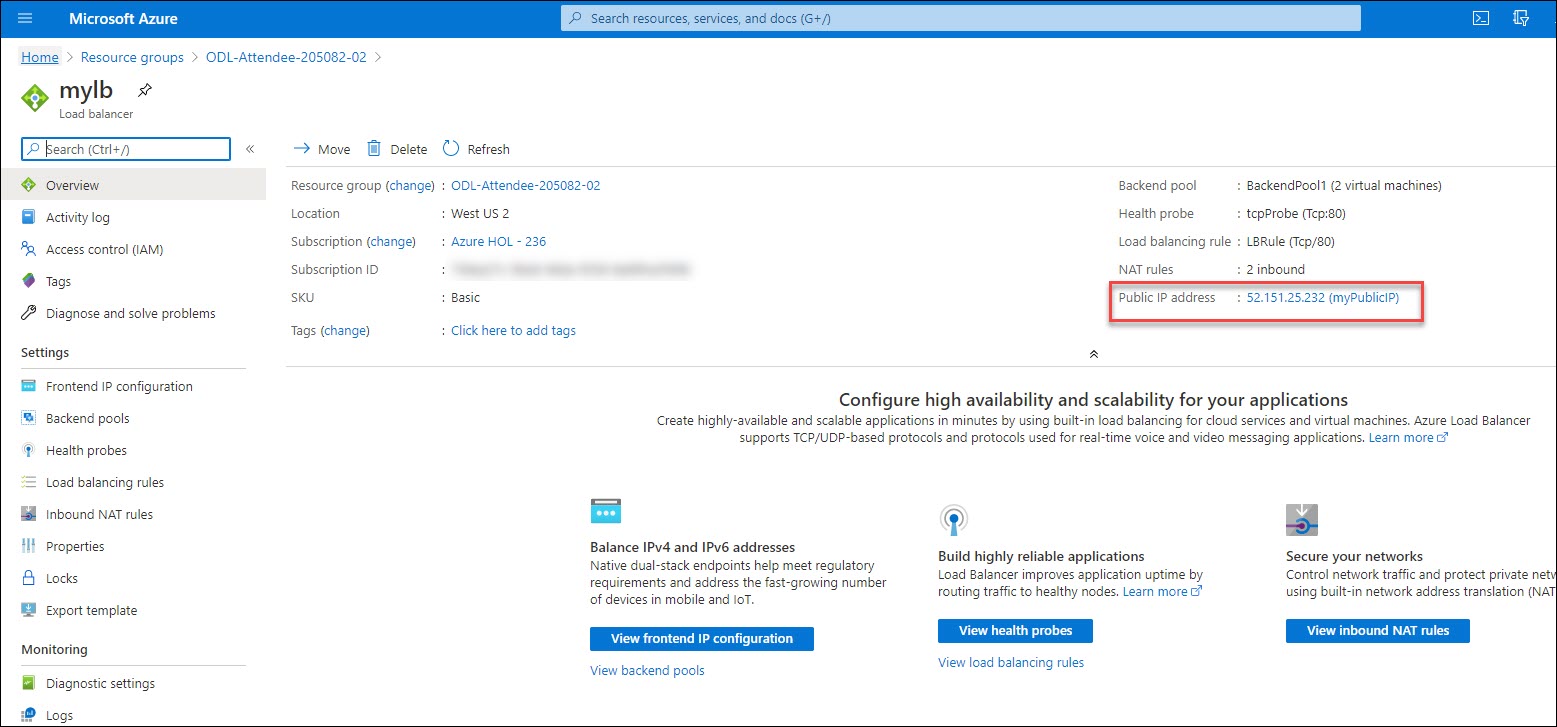 Microsoft Azure
Search resources, services, and docs (G+/)
Home > Resource groups > ODL-Attendee-205082-02 >
mylb
Load balancer
Search (Ctrl+/)
«
Overview
Activity log
Access control (IAM)
Tags
Diagnose and solve problems
Settings
Frontend IP configuration
Backend pools
Health probes
Load balancing rules
Inbound NAT rules
Properties
Locks
Export template
Monitoring
Diagnostic settings
Logs
Move Delete Refresh
Resource group (change) : ODL-Attendee-205082-02
Location : West US 2
Subscription (change) : Azure HOL - 236
Subscription ID :
SKU : Basic
Tags (change) : Click here to add tags
Backend pool : BackendPool1 (2 virtual machines)
Health probe : tcpProbe (Tcp:80)
Load balancing rule : LBRule (Tcp/80)
NAT rules : 2 inbound
Public IP address : 52.151.25.232 (myPublicIP)
Configure high availability and scalability for your applications
Create highly-available and scalable applications in minutes by using built-in load balancing for cloud services and virtual machines. Azure Load Balancer
supports TCP/UDP-based protocols and protocols used for real-time voice and video messaging applications. Learn more
Balance IPv4 and IPv6 addresses
Native dual-stack endpoints help meet regulatory
requirements and address the fast-growing number
of devices in mobile and IoT.
View frontend IP configuration
View backend pools
Build highly reliable applications
Load Balancer improves application uptime by
routing traffic to healthy nodes. Learn more
View health probes
View load balancing rules
Secure your networks
Control network traffic and protect private netw
using built-in network address translation (NAT
View inbound NAT rules